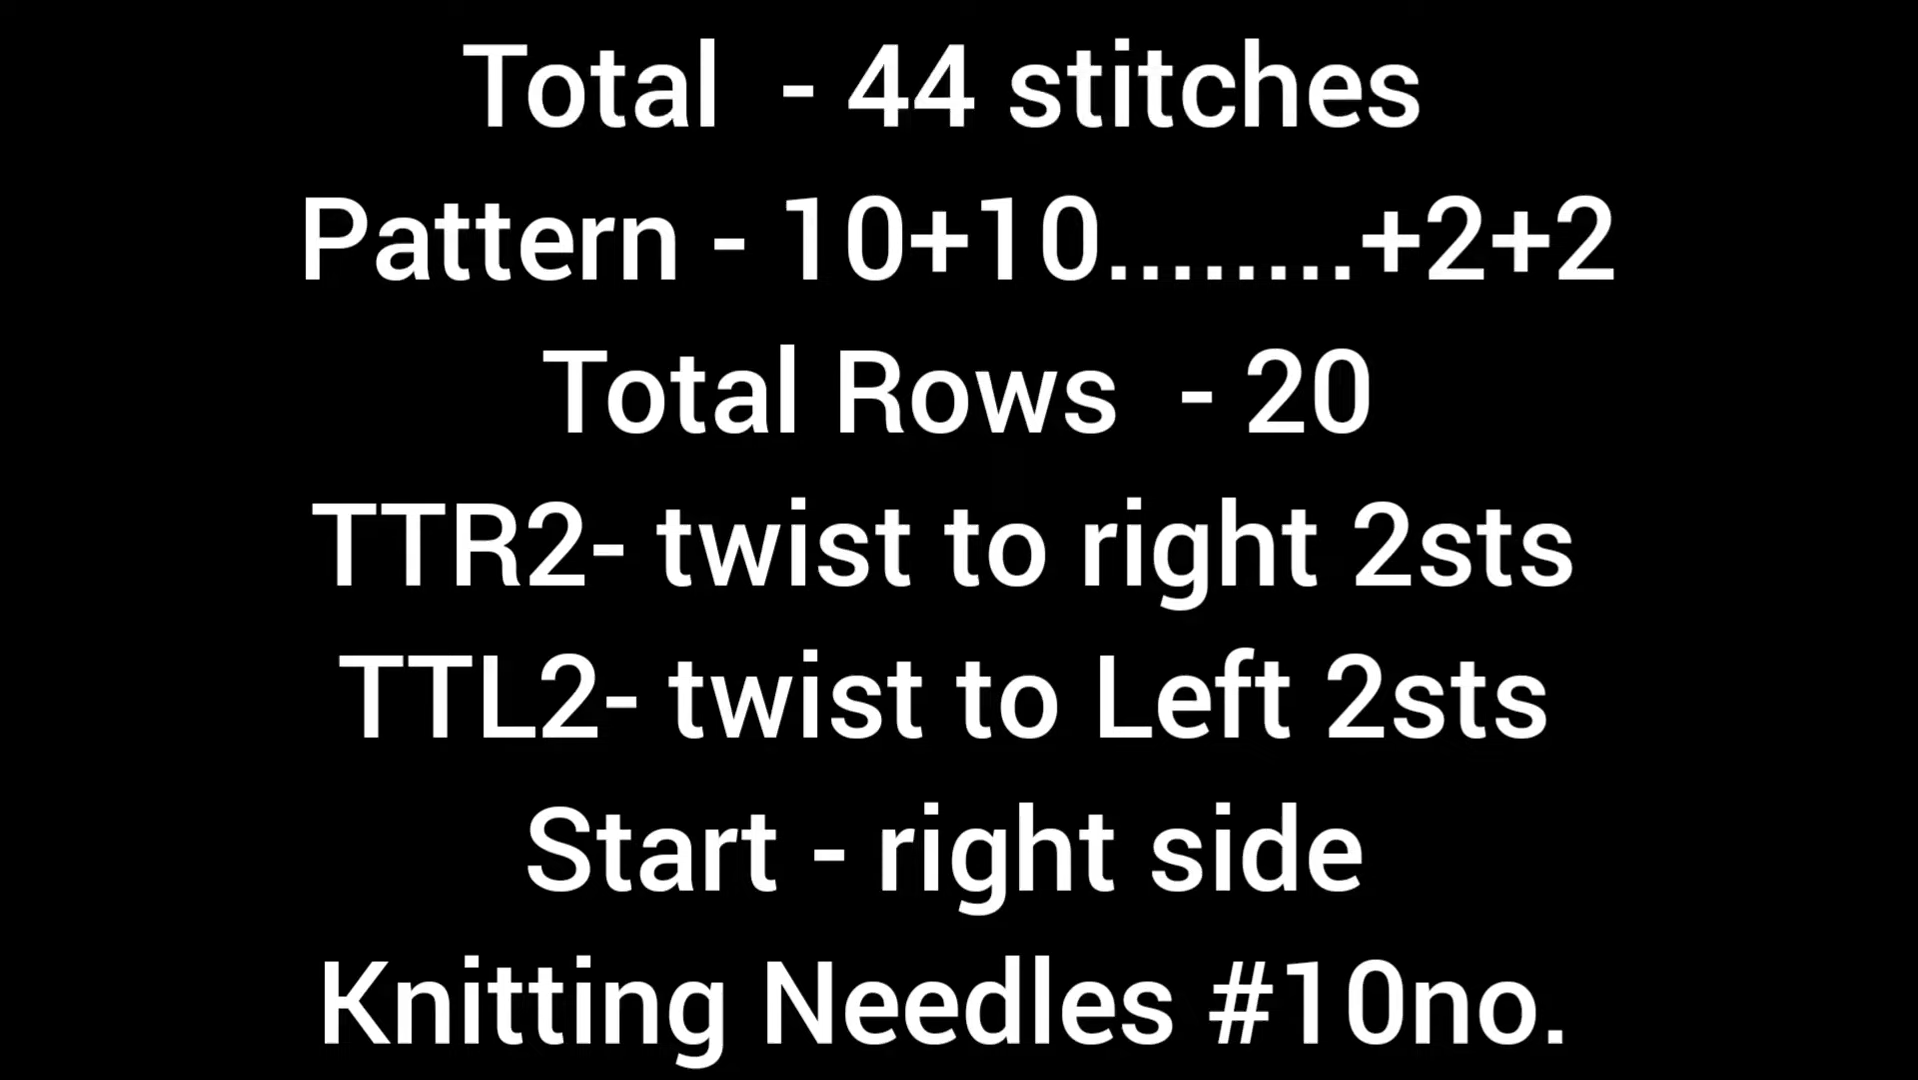 Total - 44 stitches
Pattern - 10+10........+2+2
Total Rows - 20
TTR2- twist to right 2sts
TTL2- twist to Left 2sts
Start - right side
Knitting Needles #10no.